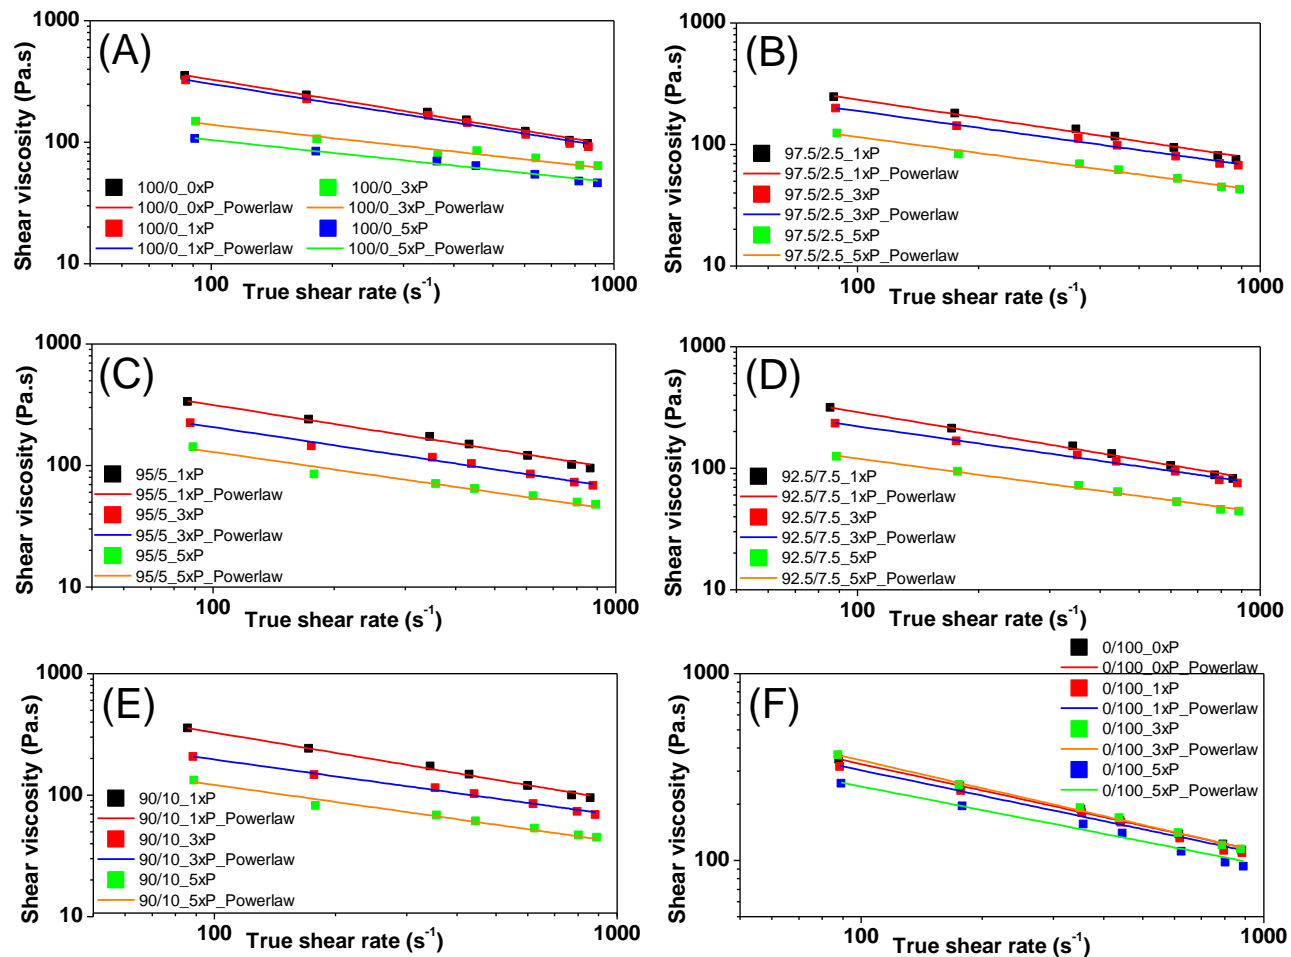 (A)
Shear viscosity (Pa.s)
1000
100
10
100/0_0xP
100/0_0xP_Powerlaw
100/0_1xP
100/0_1xP_Powerlaw
100/0_3xP
100/0_3xP_Powerlaw
100/0_5xP
100/0_5xP_Powerlaw
100
1000
True shear rate (s⁻¹)
(B)
Shear viscosity (Pa.s)
1000
100
10
97.5/2.5_1xP
97.5/2.5_1xP_Powerlaw
97.5/2.5_3xP
97.5/2.5_3xP_Powerlaw
97.5/2.5_5xP
97.5/2.5_5xP_Powerlaw
100
1000
True shear rate (s⁻¹)
(C)
Shear viscosity (Pa.s)
1000
100
10
95/5_1xP
95/5_1xP_Powerlaw
95/5_3xP
95/5_3xP_Powerlaw
95/5_5xP
95/5_5xP_Powerlaw
100
1000
True shear rate (s⁻¹)
(D)
Shear viscosity (Pa.s)
1000
100
10
92.5/7.5_1xP
92.5/7.5_1xP_Powerlaw
92.5/7.5_3xP
92.5/7.5_3xP_Powerlaw
92.5/7.5_5xP
92.5/7.5_5xP_Powerlaw
100
1000
True shear rate (s⁻¹)
(E)
Shear viscosity (Pa.s)
1000
100
10
90/10_1xP
90/10_1xP_Powerlaw
90/10_3xP
90/10_3xP_Powerlaw
90/10_5xP
90/10_5xP_Powerlaw
100
1000
True shear rate (s⁻¹)
(F)
Shear viscosity (Pa.s)
1000
100
0/100_0xP
0/100_0xP_Powerlaw
0/100_1xP
0/100_1xP_Powerlaw
0/100_3xP
0/100_3xP_Powerlaw
0/100_5xP
0/100_5xP_Powerlaw
100
1000
True shear rate (s⁻¹)